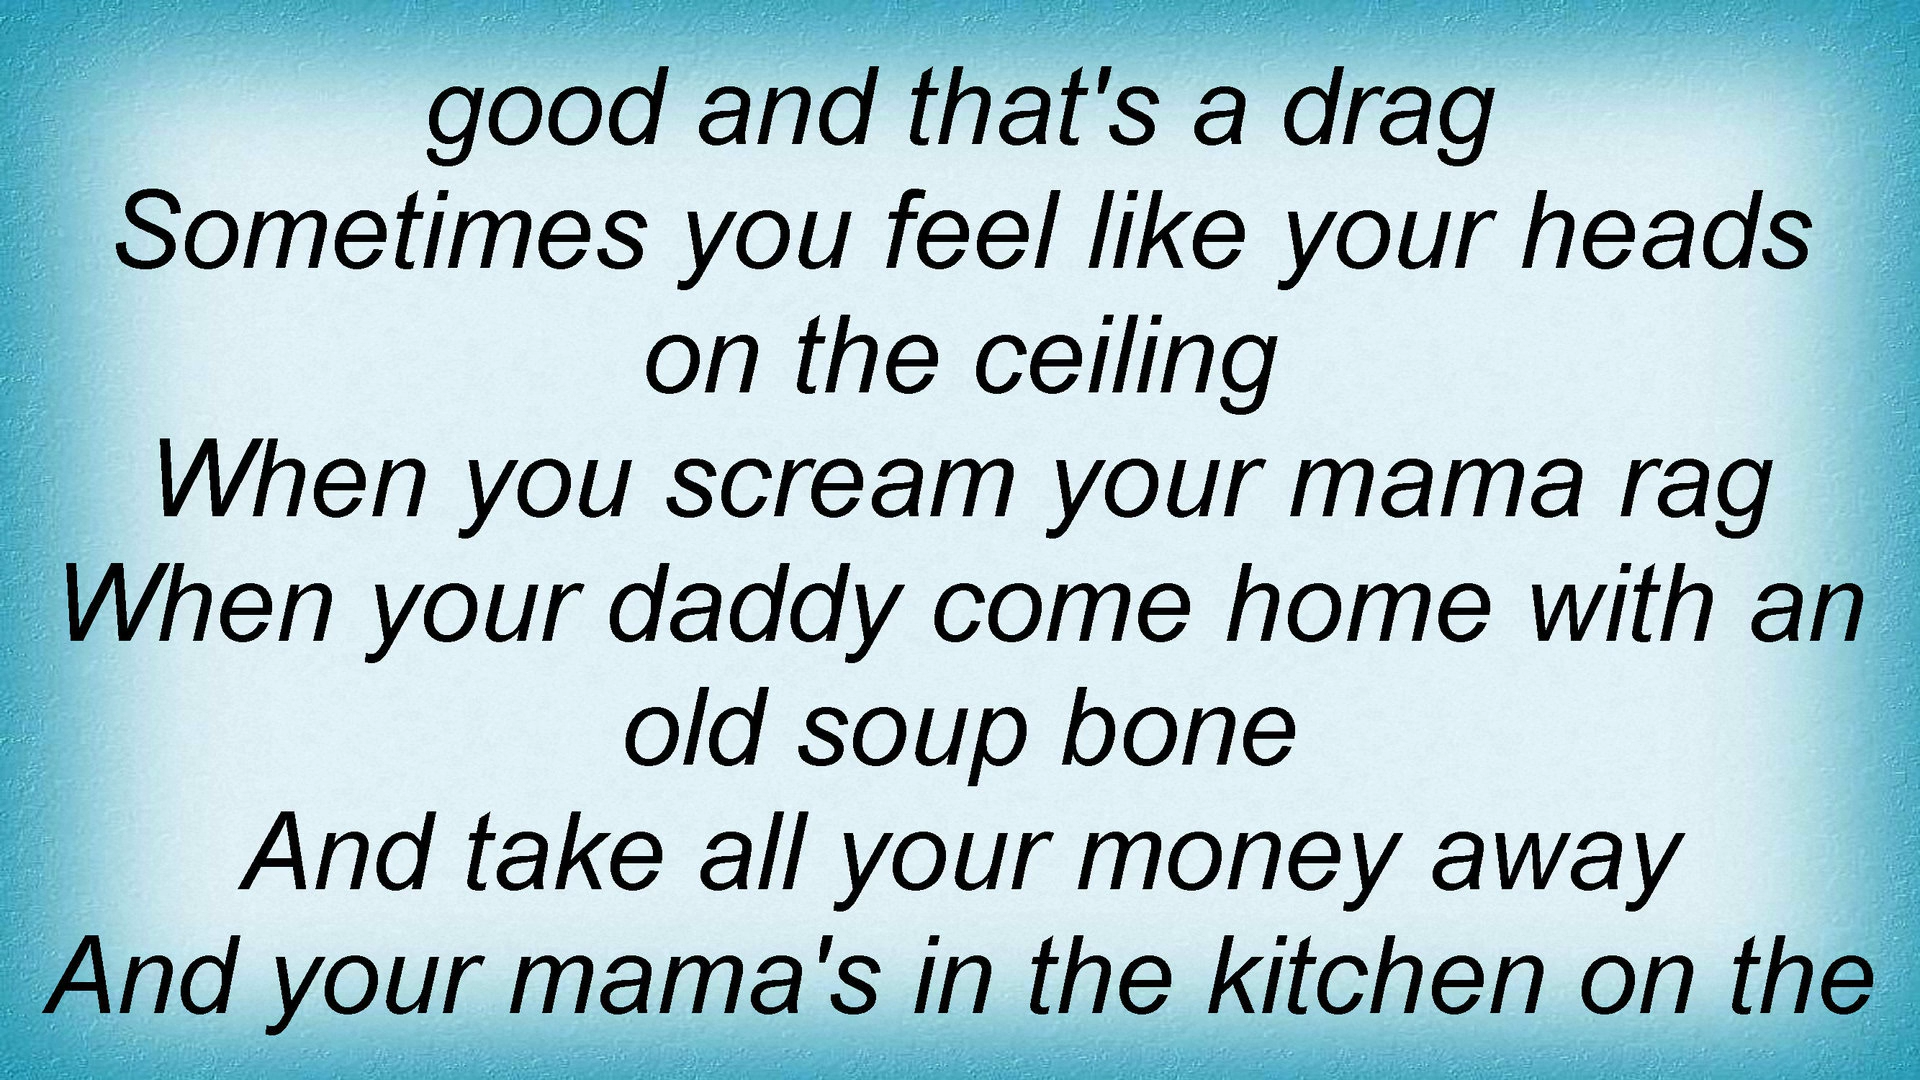 good and that's a drag
Sometimes you feel like your heads
on the ceiling
When you scream your mama rag
When your daddy come home with an
old soup bone
And take all your money away
And your mama's in the kitchen on the